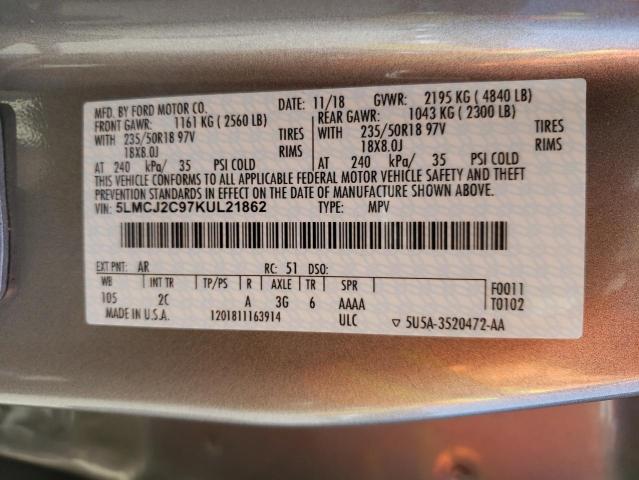 MFD. BY FORD MOTOR CO. DATE: 11/18 GVWR: 2195 KG ( 4840 LB)
FRONT GAWR: 1161 KG ( 2560 LB) REAR GAWR: 1043 KG ( 2300 LB)
WITH 235/50R18 97V TIRES WITH 235/50R18 97V TIRES
18X8.0J RIMS 18X8.0J RIMS
AT 240 kPa/ 35 PSI COLD AT 240 kPa/ 35 PSI COLD
THIS VEHICLE CONFORMS TO ALL APPLICABLE FEDERAL MOTOR VEHICLE SAFETY AND THEFT
PREVENTION STANDARDS IN EFFECT ON THE DATE OF MANUFACTURE SHOWN ABOVE.
VIN: 5LMCJ2C97KUL21862 TYPE: MPV
EXT PNT: AR RC: 51 DSO:
WB INT TR TP/PS R AXLE TR SPR F0011
105 2C A 3G 6 AAAA T0102
MADE IN U.S.A. 1201811163914 ULC ▽ 5U5A-3520472-AA